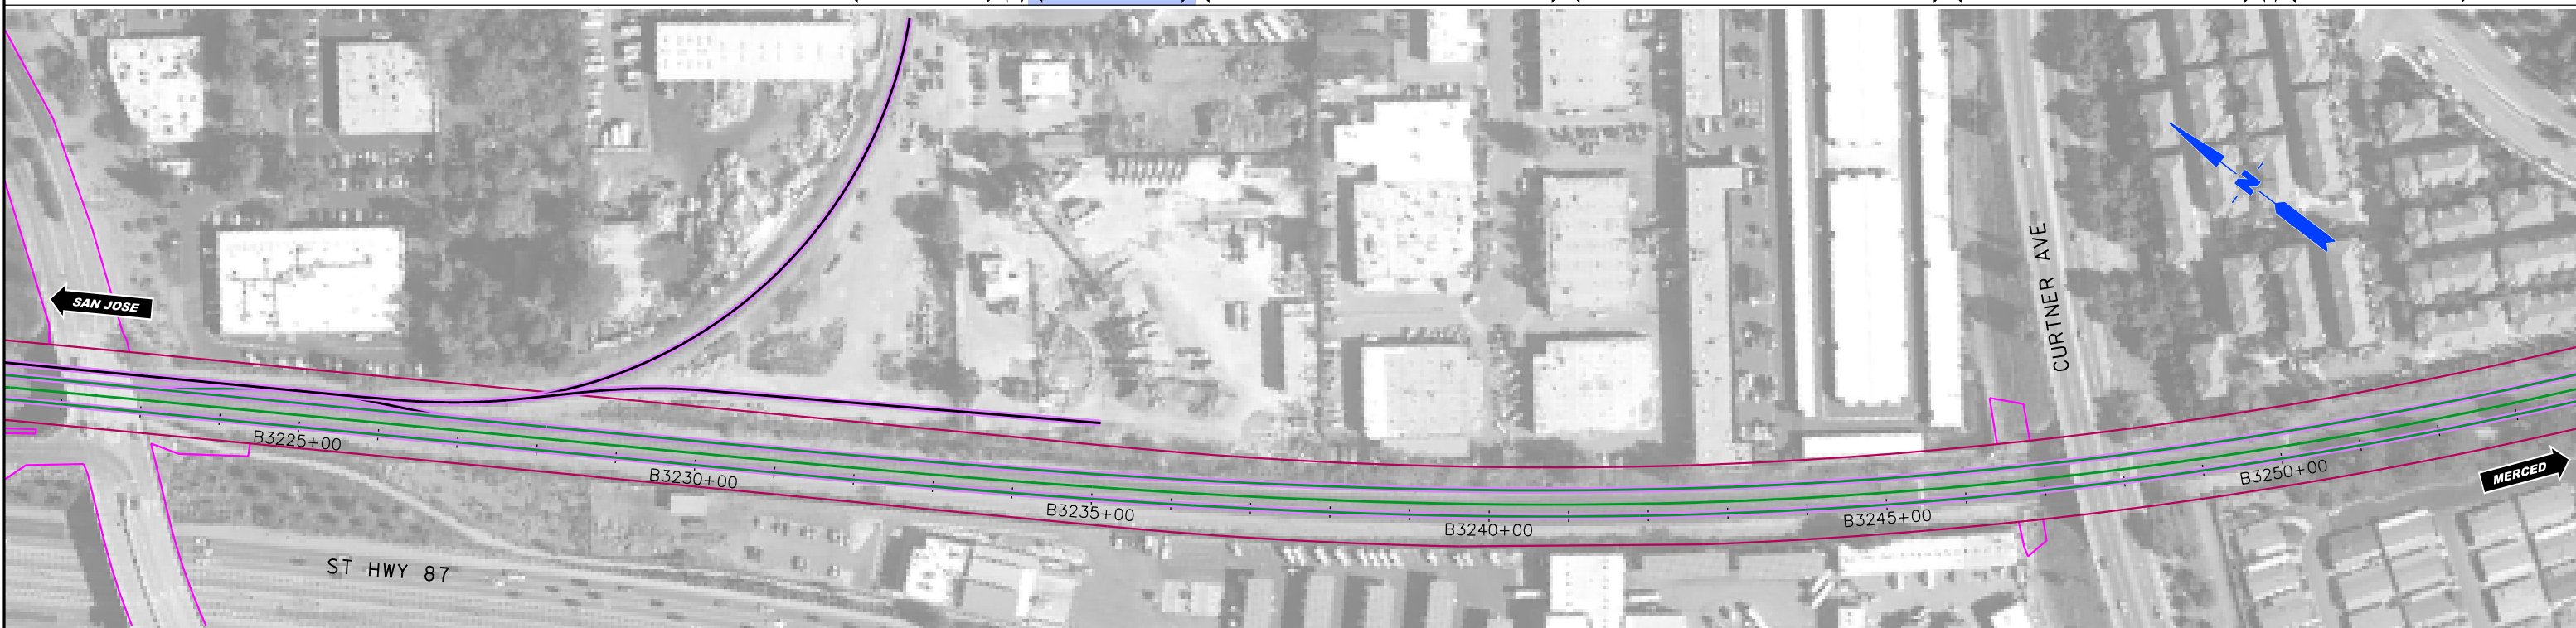 N
CURTNER AVE
SAN JOSE
B3225+00
B3230+00
B3235+00
B3240+00
B3245+00
B3250+00
MERCED
ST HWY 87